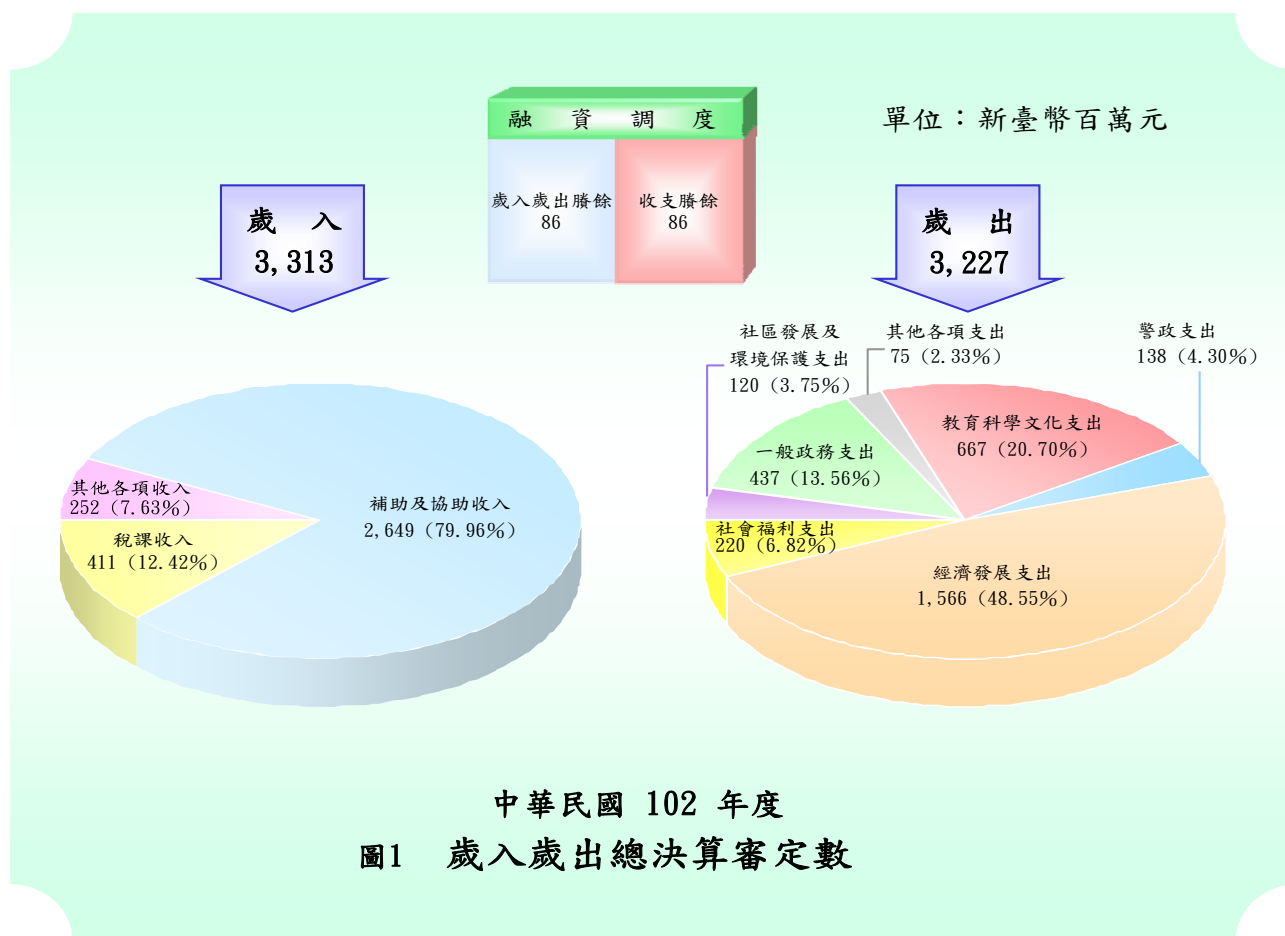 融 資 調 度
單位：新臺幣百萬元
歲入歲出賸餘
86
收支賸餘
86
歲 入
3,313
歲 出
3,227
其他各項收入
252 (7.63%)
稅課收入
411 (12.42%)
補助及協助收入
2,649 (79.96%)
社區發展及
環境保護支出
120 (3.75%)
其他各項支出
75 (2.33%)
警政支出
138 (4.30%)
教育科學文化支出
667 (20.70%)
一般政務支出
437 (13.56%)
社會福利支出
220 (6.82%)
經濟發展支出
1,566 (48.55%)
中華民國 102 年度
圖1 歲入歲出總決算審定數